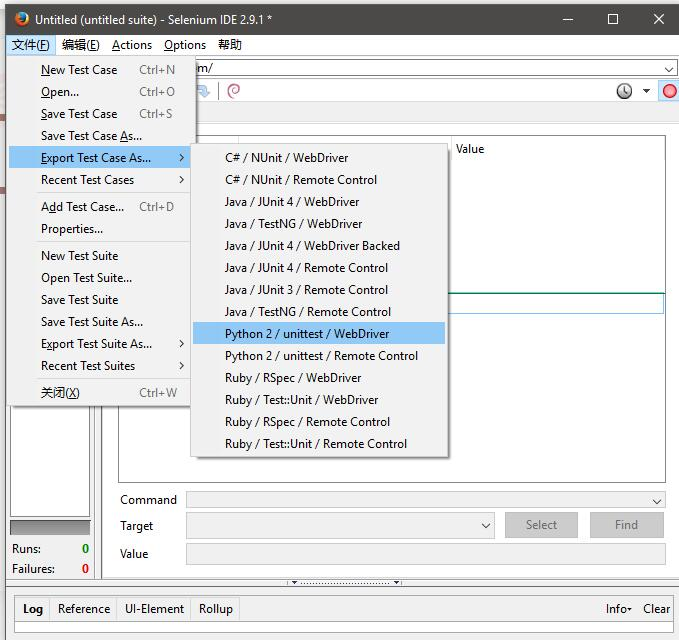 Untitled (untitled suite) - Selenium IDE 2.9.1 *
文件(F) 编辑(E) Actions Options 帮助
m/
New Test Case Ctrl+N
Open... Ctrl+O
Save Test Case Ctrl+S
Save Test Case As...
Export Test Case As...
Recent Test Cases
Add Test Case... Ctrl+D
Properties...
New Test Suite
Open Test Suite...
Save Test Suite
Save Test Suite As...
Export Test Suite As...
Recent Test Suites
关闭(X) Ctrl+W
Value
C# / NUnit / WebDriver
C# / NUnit / Remote Control
Java / JUnit 4 / WebDriver
Java / TestNG / WebDriver
Java / JUnit 4 / WebDriver Backed
Java / JUnit 4 / Remote Control
Java / JUnit 3 / Remote Control
Java / TestNG / Remote Control
Python 2 / unittest / WebDriver
Python 2 / unittest / Remote Control
Ruby / RSpec / WebDriver
Ruby / Test::Unit / WebDriver
Ruby / RSpec / Remote Control
Ruby / Test::Unit / Remote Control
Command
Target Select Find
Value
Runs: 0
Failures: 0
Log Reference UI-Element Rollup Info Clear